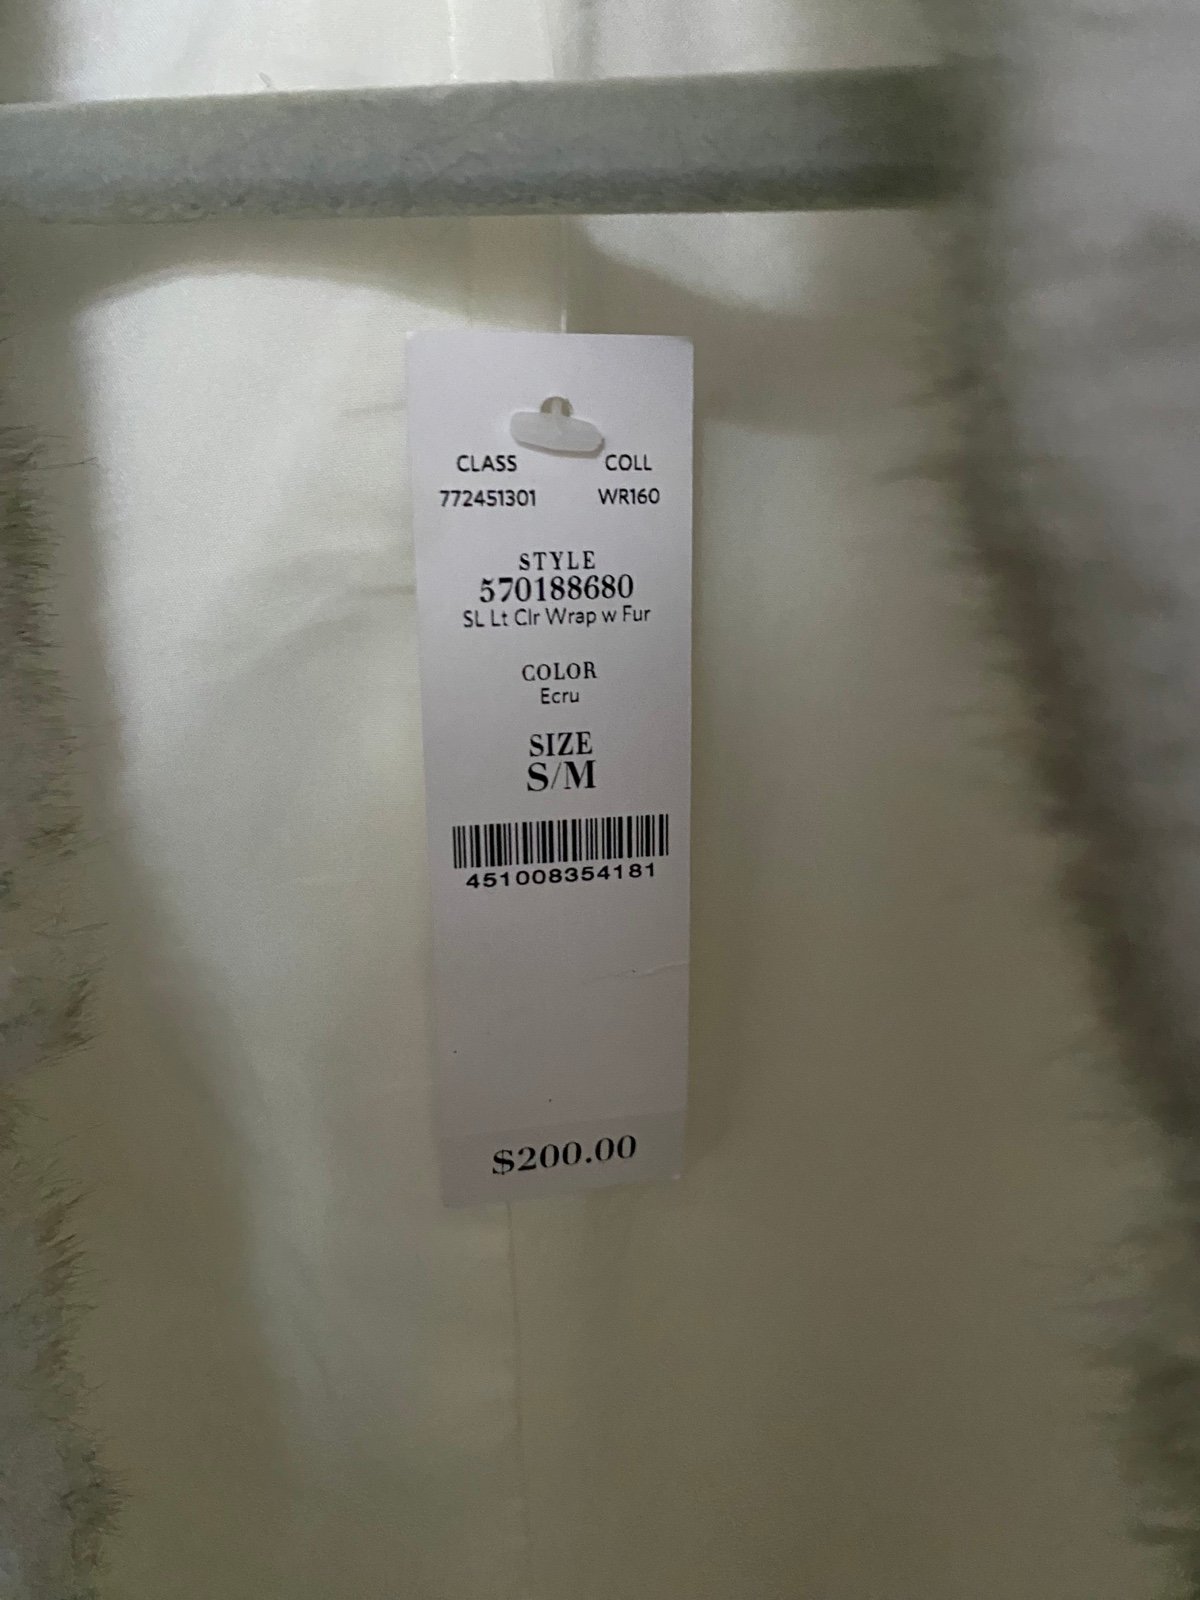 CLASS COLL
772451301 WR160
STYLE
570188680
SL Lt Clr Wrap w Fur
COLOR
Ecru
SIZE
S/M
451008354181
$200.00